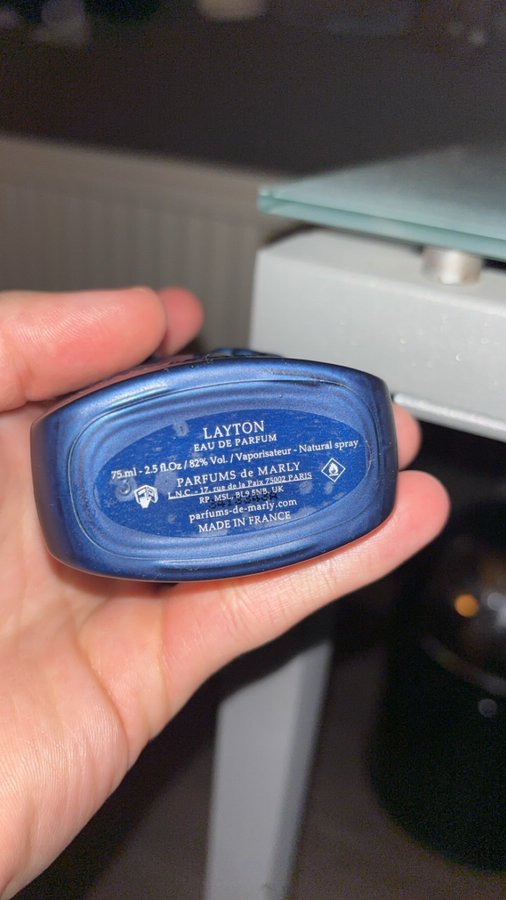 LAYTON
EAU DE PARFUM
75 ml - 2.5 fl.Oz / 82% Vol. / Vaporisateur - Natural spray
PARFUMS de MARLY
L.N.C - 17, rue de la Paix 75002 PARIS
RP. MSL, BL9 5NB, UK
parfums-de-marly.com
MADE IN FRANCE